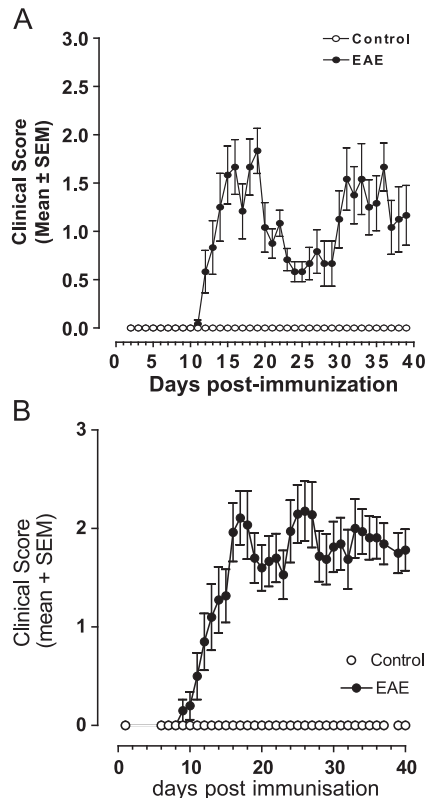 A
Control
EAE
Clinical Score
(Mean ± SEM)
3.0
2.5
2.0
1.5
1.0
0.5
0.0
0 5 10 15 20 25 30 35 40
Days post-immunization
B
Clinical Score
(mean + SEM)
3
2
1
0
Control
EAE
0 10 20 30 40
days post immunisation